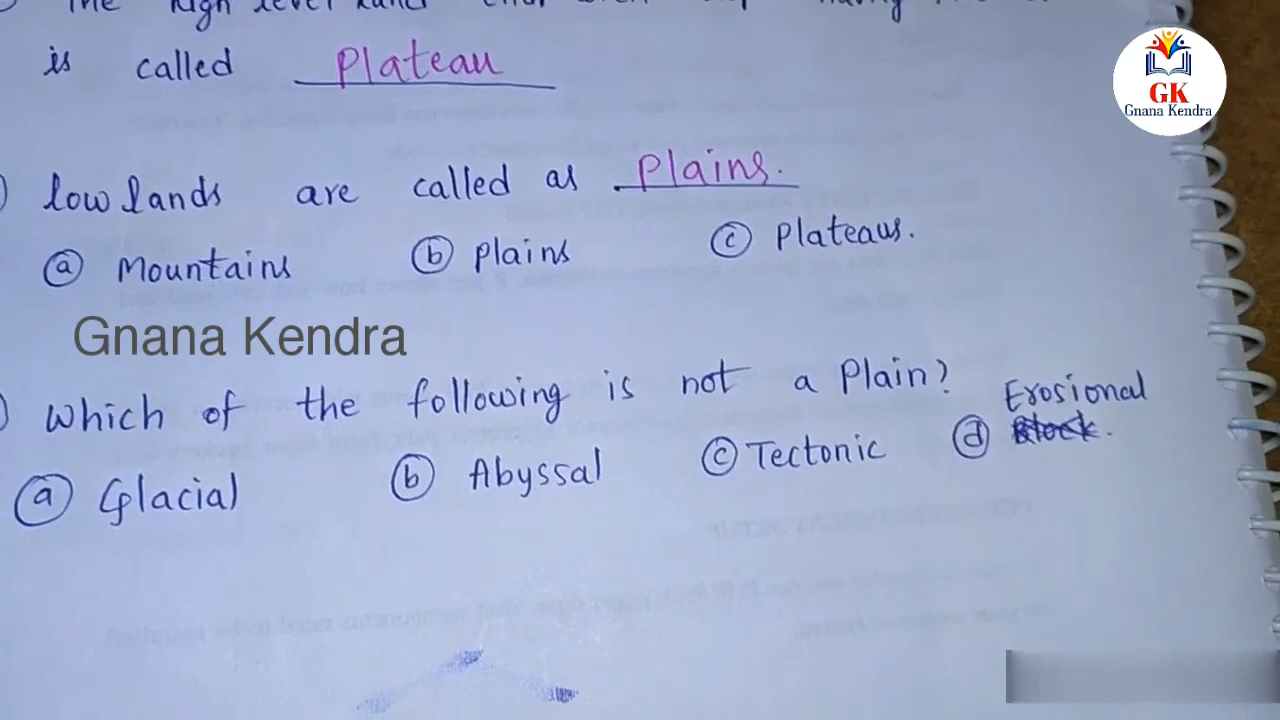 is called Plateau
GK
Gnana Kendra
low lands are called as Plains.
ⓐ Mountains ⓑ Plains ⓒ Plateaus.
Gnana Kendra
Which of the following is not a Plain?
ⓐ Glacial ⓑ Abyssal ⓒ Tectonic ⓓ Erosional